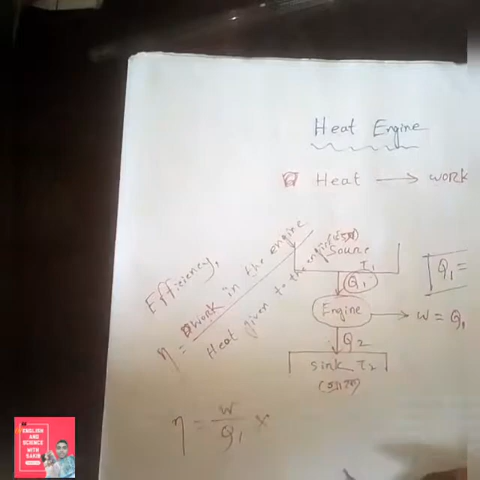 Heat Engine
Heat → work
Source
T₁
Q₁
Q₁ =
Engine
W = Q₁
Q₂
sink T₂
Efficiency,
η = work in the engine
Heat given to the engine
η = W/Q₁ ×
ENGLISH
AND
SCIENCE
WITH